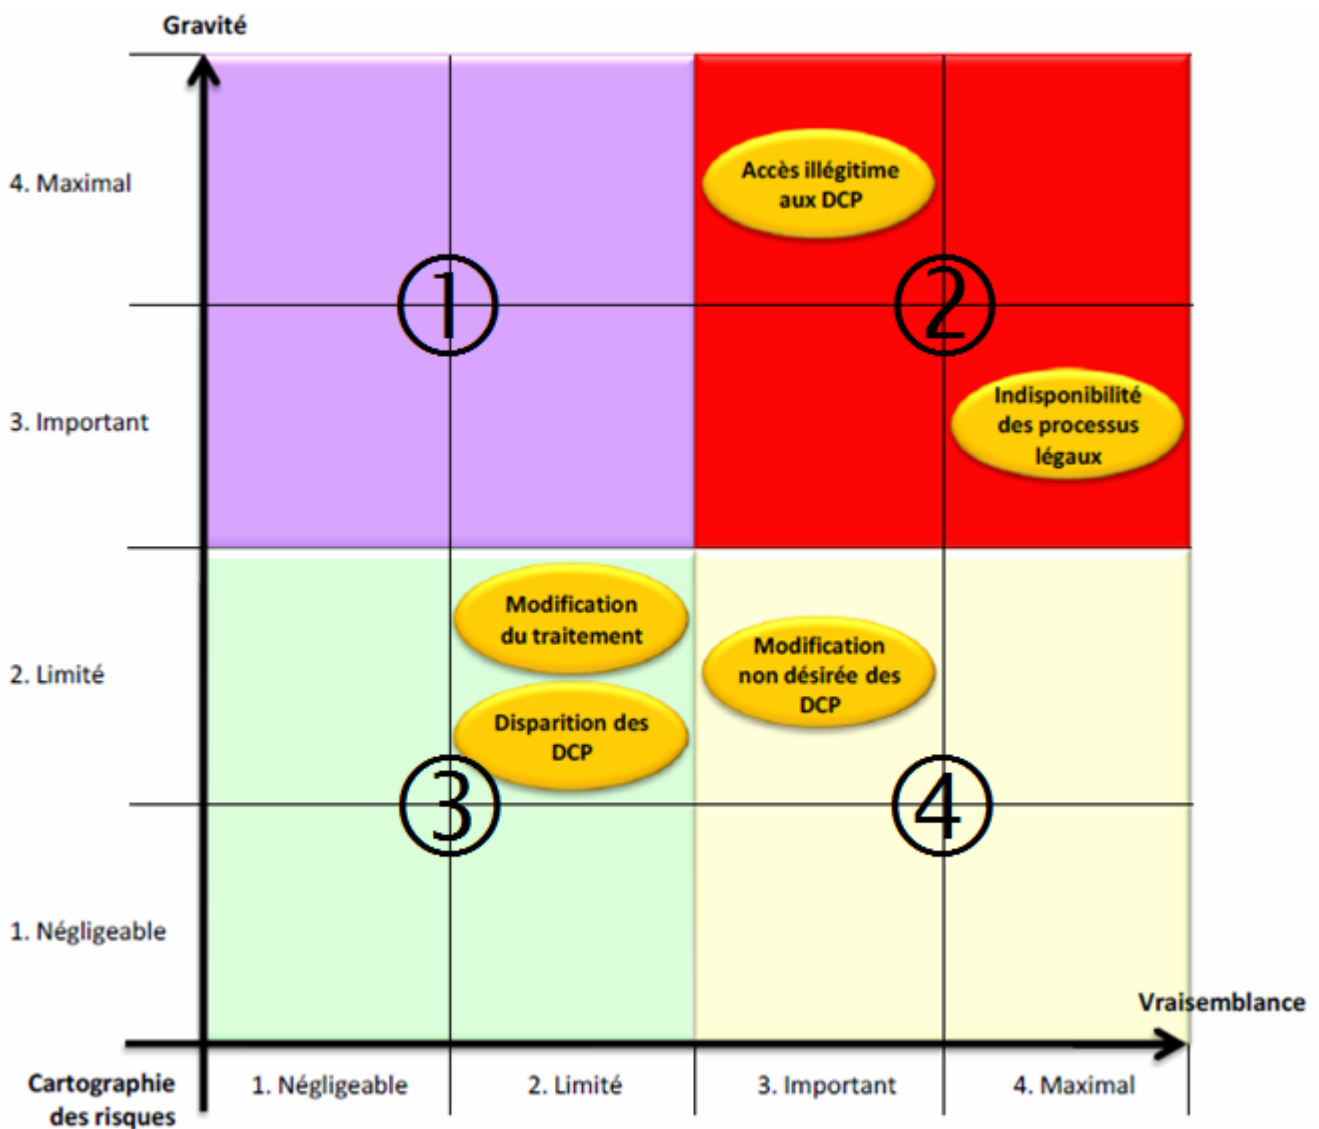 Gravité
4. Maximal
Accès illégitime
aux DCP
①
②
3. Important
Indisponibilité
des processus
légaux
2. Limité
Modification
du traitement
Modification
non désirée des
DCP
Disparition des
DCP
③
④
1. Négligeable
Vraisemblance
Cartographie
des risques
1. Négligeable
2. Limité
3. Important
4. Maximal